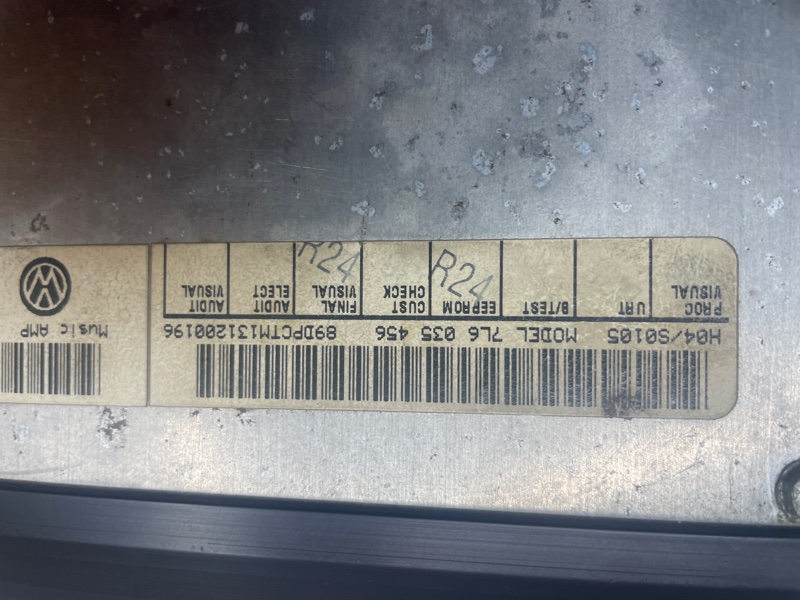 H04/S0105 MODEL 7L6 035 456 89DPCTM131200196
Music AMP
PROC
VISUAL
URT
B/TEST
EEPROM
R24
CUST
CHECK
FINAL
VISUAL
R24
AUDIT
ELECT
AUDIT
VISUAL